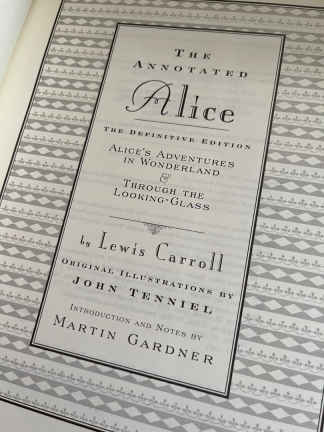 THE
ANNOTATED
Alice
THE DEFINITIVE EDITION
ALICE'S ADVENTURES
IN WONDERLAND
&
THROUGH THE
LOOKING-GLASS
by Lewis Carroll
ORIGINAL ILLUSTRATIONS BY
JOHN TENNIEL
INTRODUCTION AND NOTES BY
MARTIN GARDNER